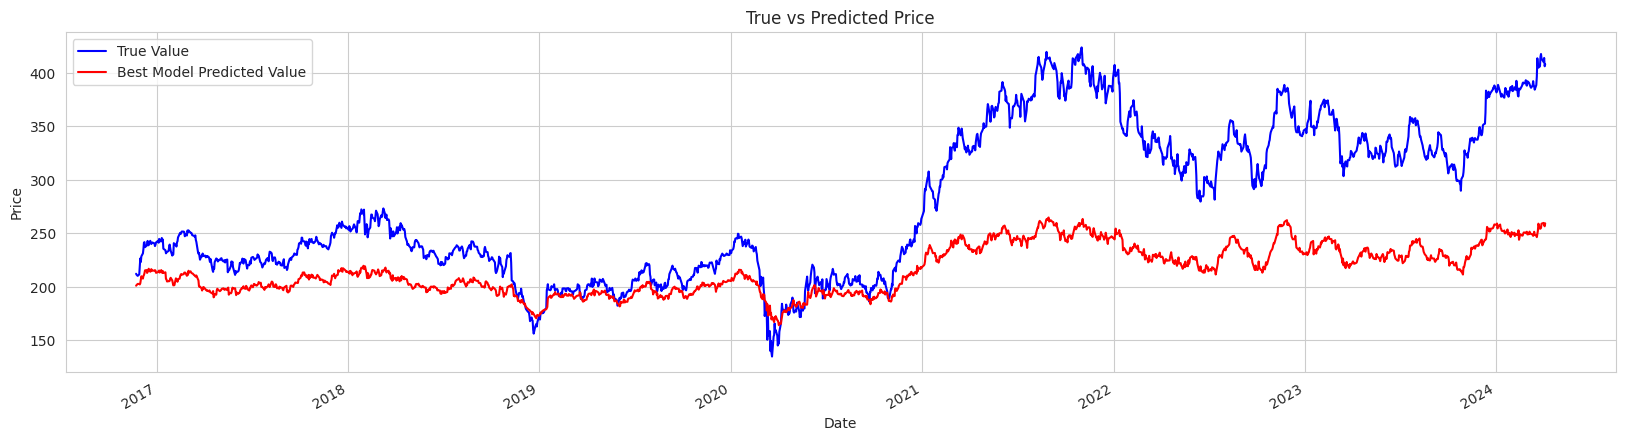 True vs Predicted Price
True Value
Best Model Predicted Value
400
350
300
250
200
150
Price
2017
2018
2019
2020
2021
2022
2023
2024
Date